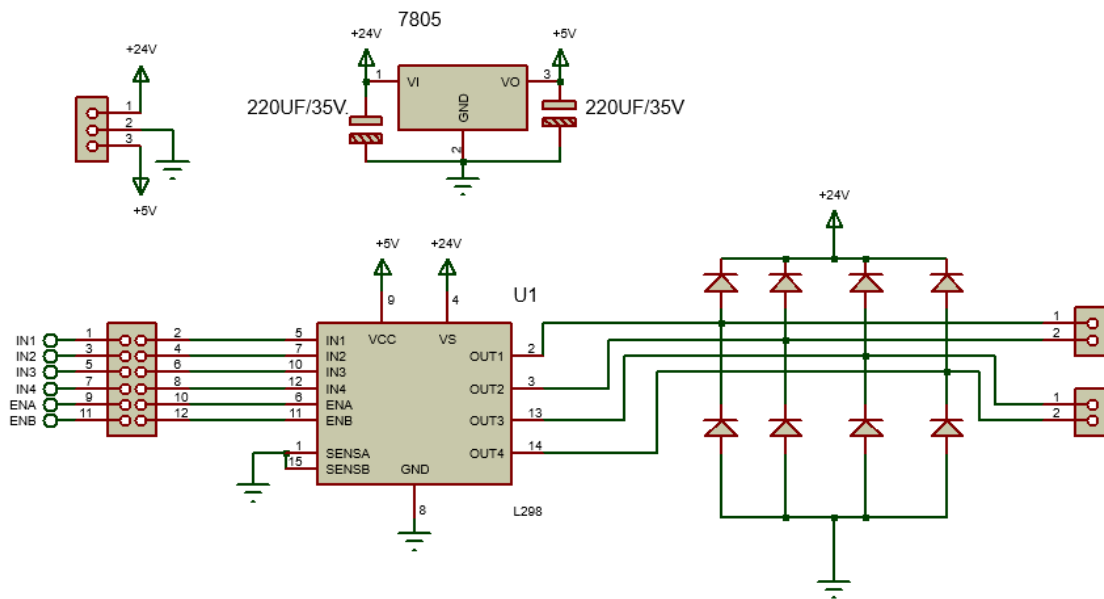 7805
+24V
+24V
+5V
1
VI
VO
3
GND
2
220UF/35V.
220UF/35V
1
2
3
+5V
+24V
+5V
+24V
9
4
U1
VCC
VS
IN1
1
2
5
IN1
OUT1
2
IN2
3
4
7
IN2
IN3
5
6
10
IN3
OUT2
3
IN4
7
8
12
IN4
ENA
9
10
6
ENA
ENB
11
12
11
ENB
OUT3
13
1
SENSA
OUT4
14
15
SENSB
GND
8
L298
1
2
1
2